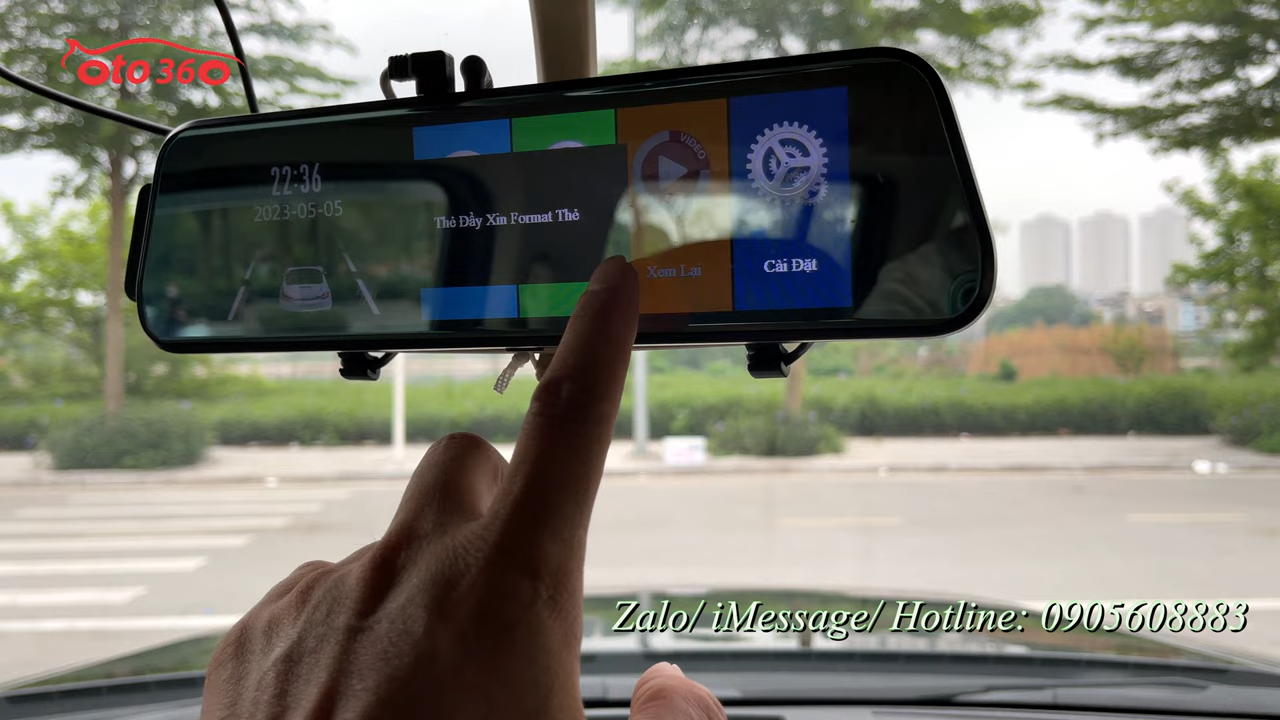 oto360
22:36
2023-05-05
VIDEO
Thẻ Đầy Xin Format Thẻ
Xem Lại
Cài Đặt
Zalo/ iMessage/ Hotline: 0905608883